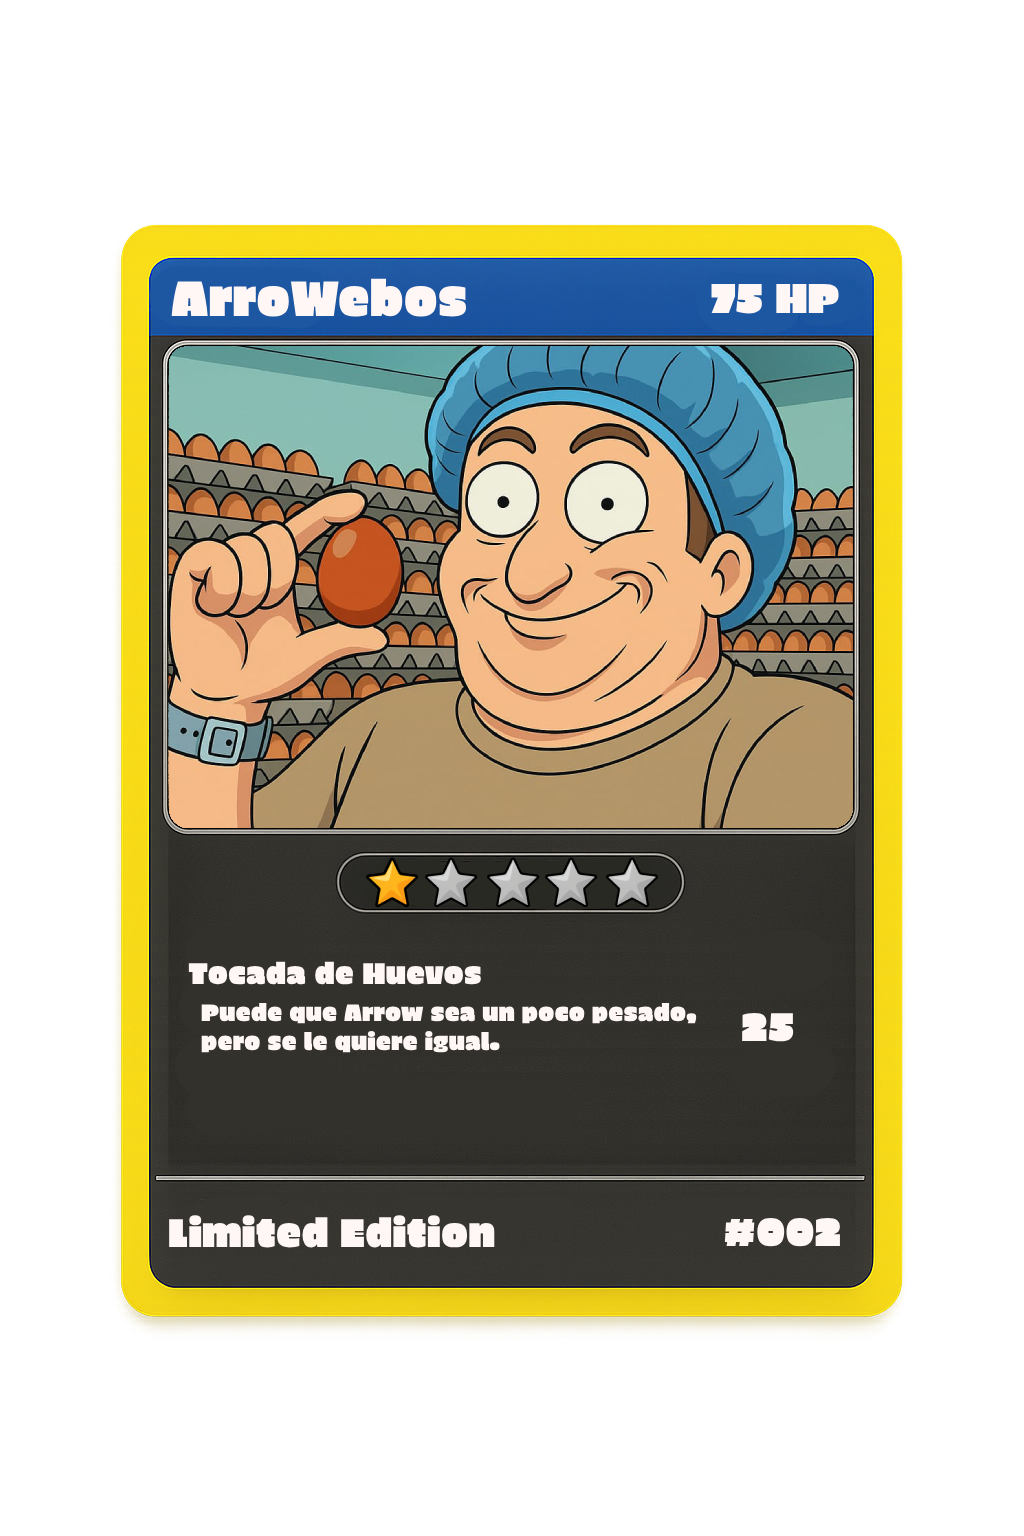 ArroWebos
75 HP
Tocada de Huevos
Puede que Arrow sea un poco pesado,
pero se le quiere igual.
25
Limited Edition
#002